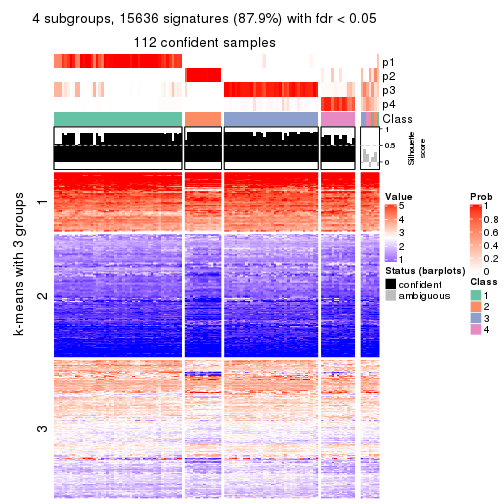 4 subgroups, 15636 signatures (87.9%) with fdr < 0.05
112 confident samples
p1
p2
p3
p4
Class
1
0.5
0
Silhouette
score
k-means with 3 groups
1
2
3
Value
5
4
3
2
1
Status (barplots)
confident
ambiguous
Prob
1
0.8
0.6
0.4
0.2
0
Class
1
2
3
4